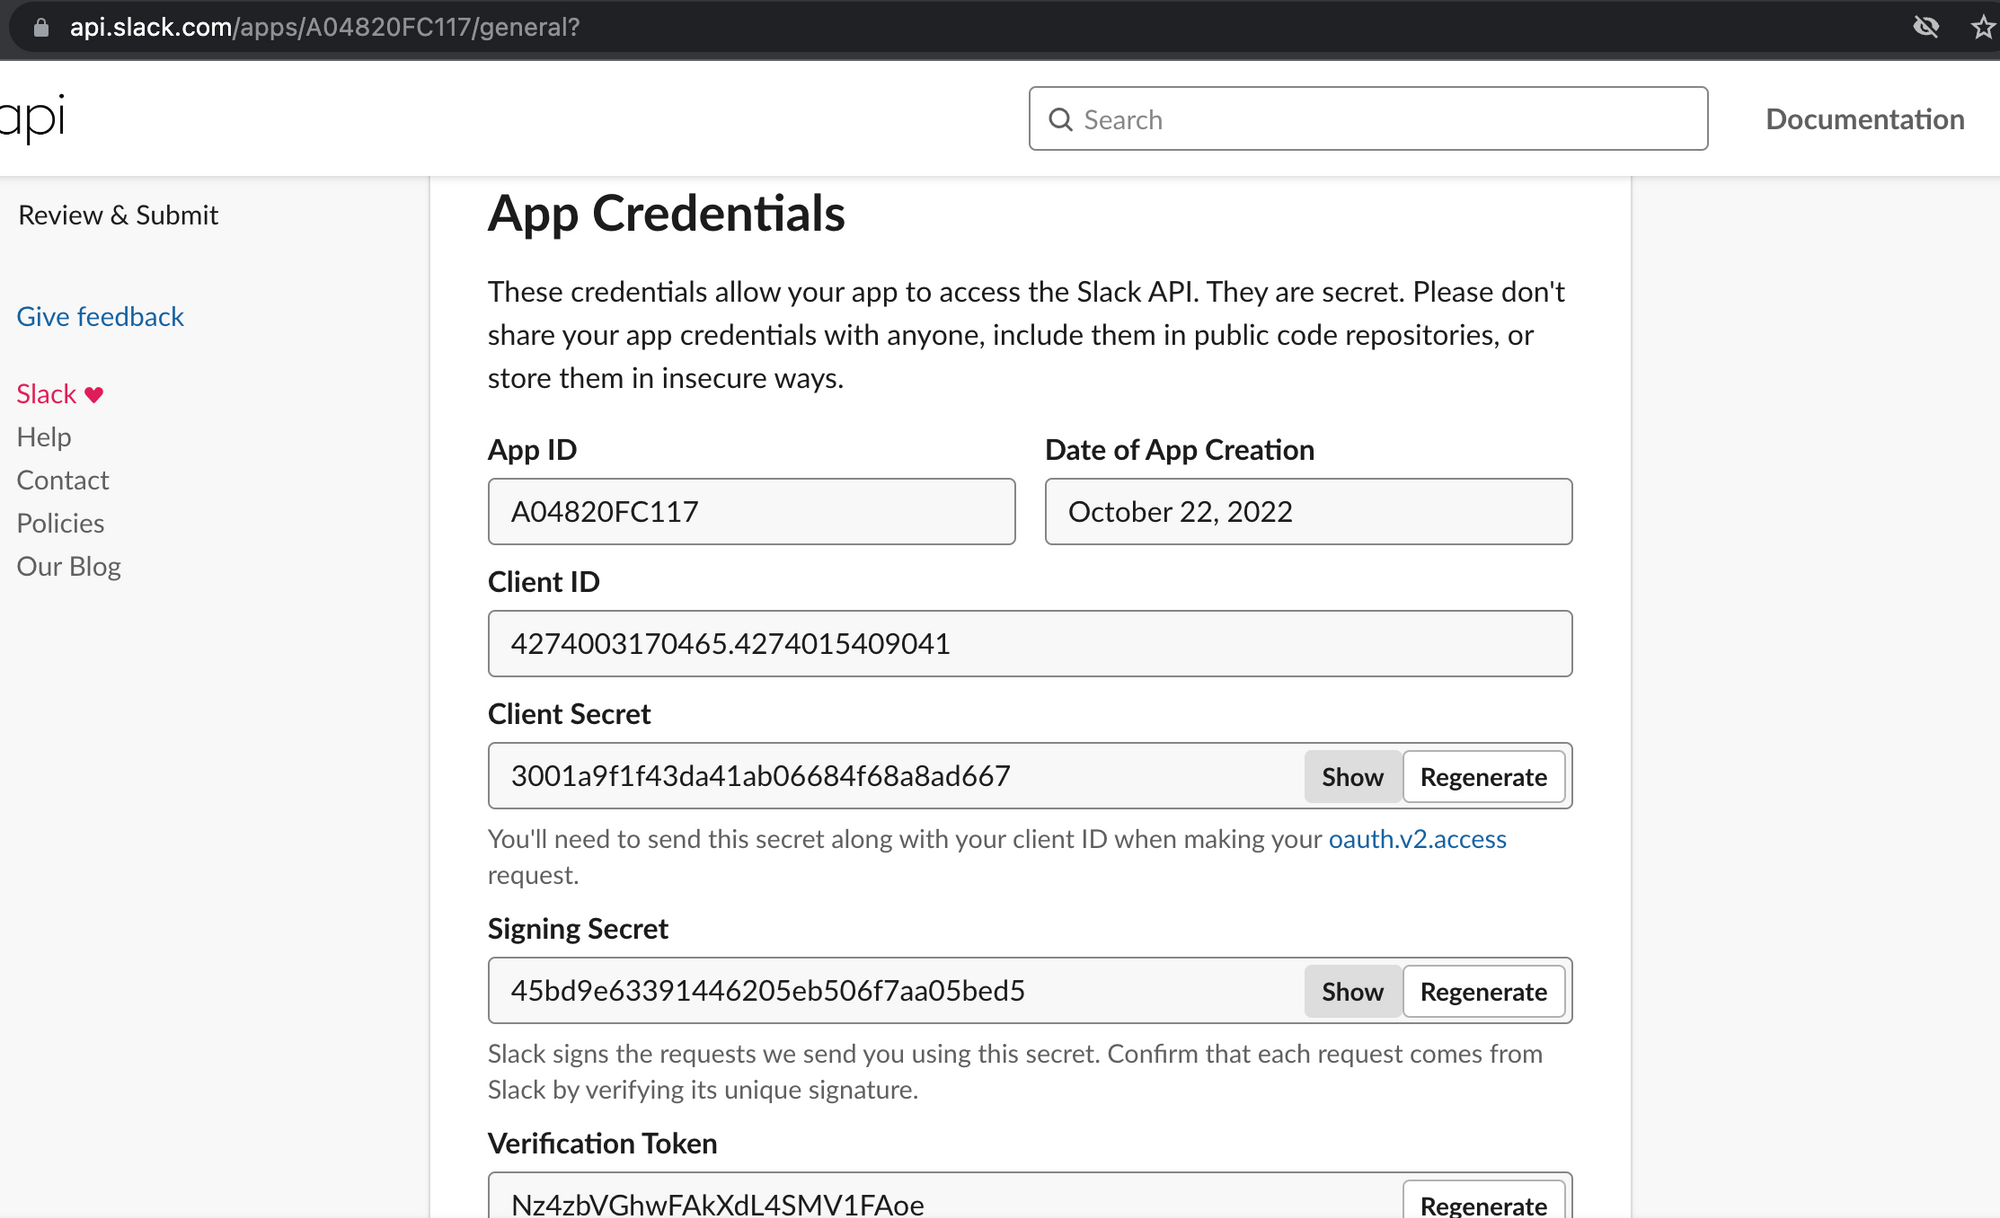 api.slack.com/apps/A04820FC117/general?
api
Search
Documentation
Review & Submit
Give feedback
Slack ♥
Help
Contact
Policies
Our Blog
App Credentials
These credentials allow your app to access the Slack API. They are secret. Please don't
share your app credentials with anyone, include them in public code repositories, or
store them in insecure ways.
App ID
Date of App Creation
A04820FC117
October 22, 2022
Client ID
4274003170465.4274015409041
Client Secret
3001a9f1f43da41ab06684f68a8ad667
Show
Regenerate
You'll need to send this secret along with your client ID when making your oauth.v2.access
request.
Signing Secret
45bd9e63391446205eb506f7aa05bed5
Show
Regenerate
Slack signs the requests we send you using this secret. Confirm that each request comes from
Slack by verifying its unique signature.
Verification Token
Nz4zbVGhwFAkXdL4SMV1FAoe
Regenerate